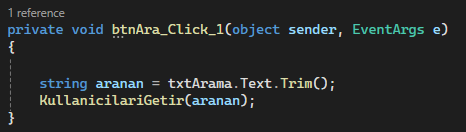 1 reference
private void btnAra_Click_1(object sender, EventArgs e)
{
string aranan = txtArama.Text.Trim();
KullanicilariGetir(aranan);
}